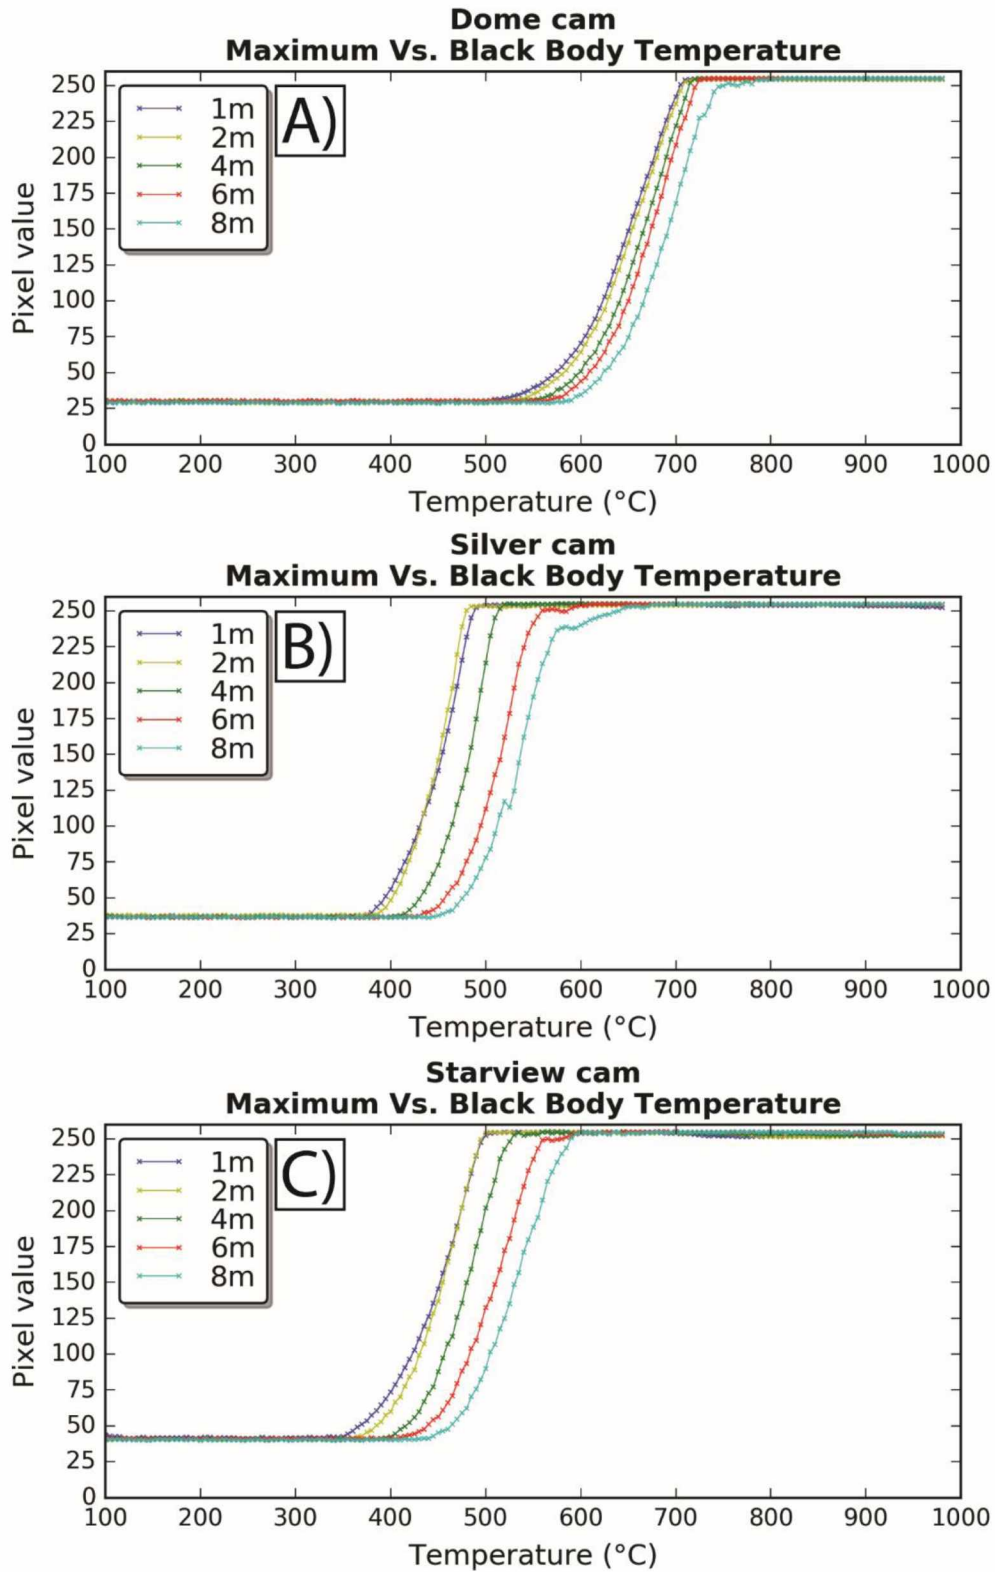 Dome cam
Maximum Vs. Black Body Temperature
A)
1m
2m
4m
6m
8m
Pixel value
250
225
200
175
150
125
100
75
50
25
0
100 200 300 400 500 600 700 800 900 1000
Temperature (°C)
Silver cam
Maximum Vs. Black Body Temperature
B)
1m
2m
4m
6m
8m
Pixel value
250
225
200
175
150
125
100
75
50
25
0
100 200 300 400 500 600 700 800 900 1000
Temperature (°C)
Starview cam
Maximum Vs. Black Body Temperature
C)
1m
2m
4m
6m
8m
Pixel value
250
225
200
175
150
125
100
75
50
25
0
100 200 300 400 500 600 700 800 900 1000
Temperature (°C)